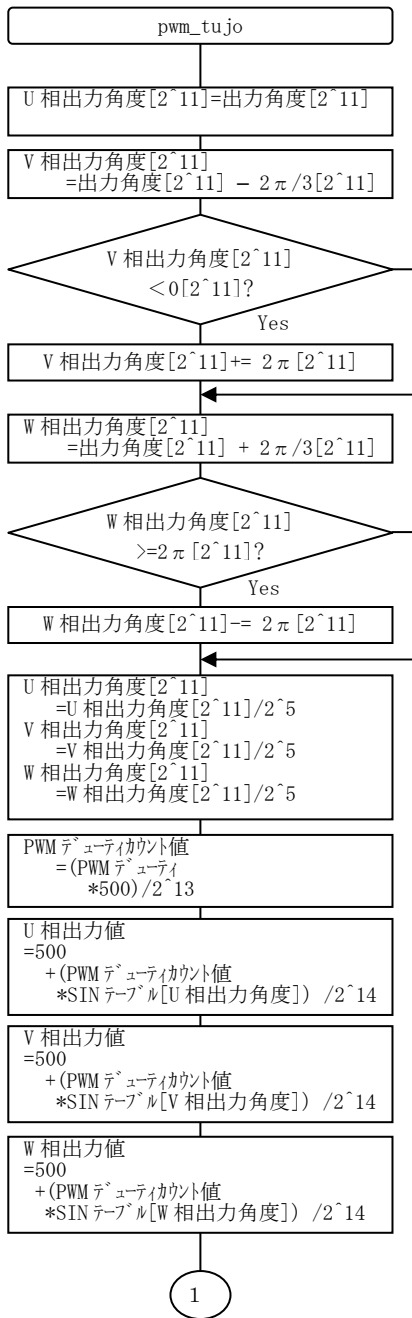 pwm_tujo
U相出力角度[2^11]=出力角度[2^11]
V相出力角度[2^11]
=出力角度[2^11] − 2π/3[2^11]
V相出力角度[2^11]
<0[2^11]?
Yes
V相出力角度[2^11]+= 2π[2^11]
W相出力角度[2^11]
=出力角度[2^11] + 2π/3[2^11]
W相出力角度[2^11]
>=2π[2^11]?
Yes
W相出力角度[2^11]-= 2π[2^11]
U相出力角度[2^11]
=U相出力角度[2^11]/2^5
V相出力角度[2^11]
=V相出力角度[2^11]/2^5
W相出力角度[2^11]
=W相出力角度[2^11]/2^5
PWMデューティカウント値
=(PWMデューティ
*500)/2^13
U相出力値
=500
+(PWMデューティカウント値
*SINテーブル[U相出力角度]) /2^14
V相出力値
=500
+(PWMデューティカウント値
*SINテーブル[V相出力角度]) /2^14
W相出力値
=500
+(PWMデューティカウント値
*SINテーブル[W相出力角度]) /2^14
1